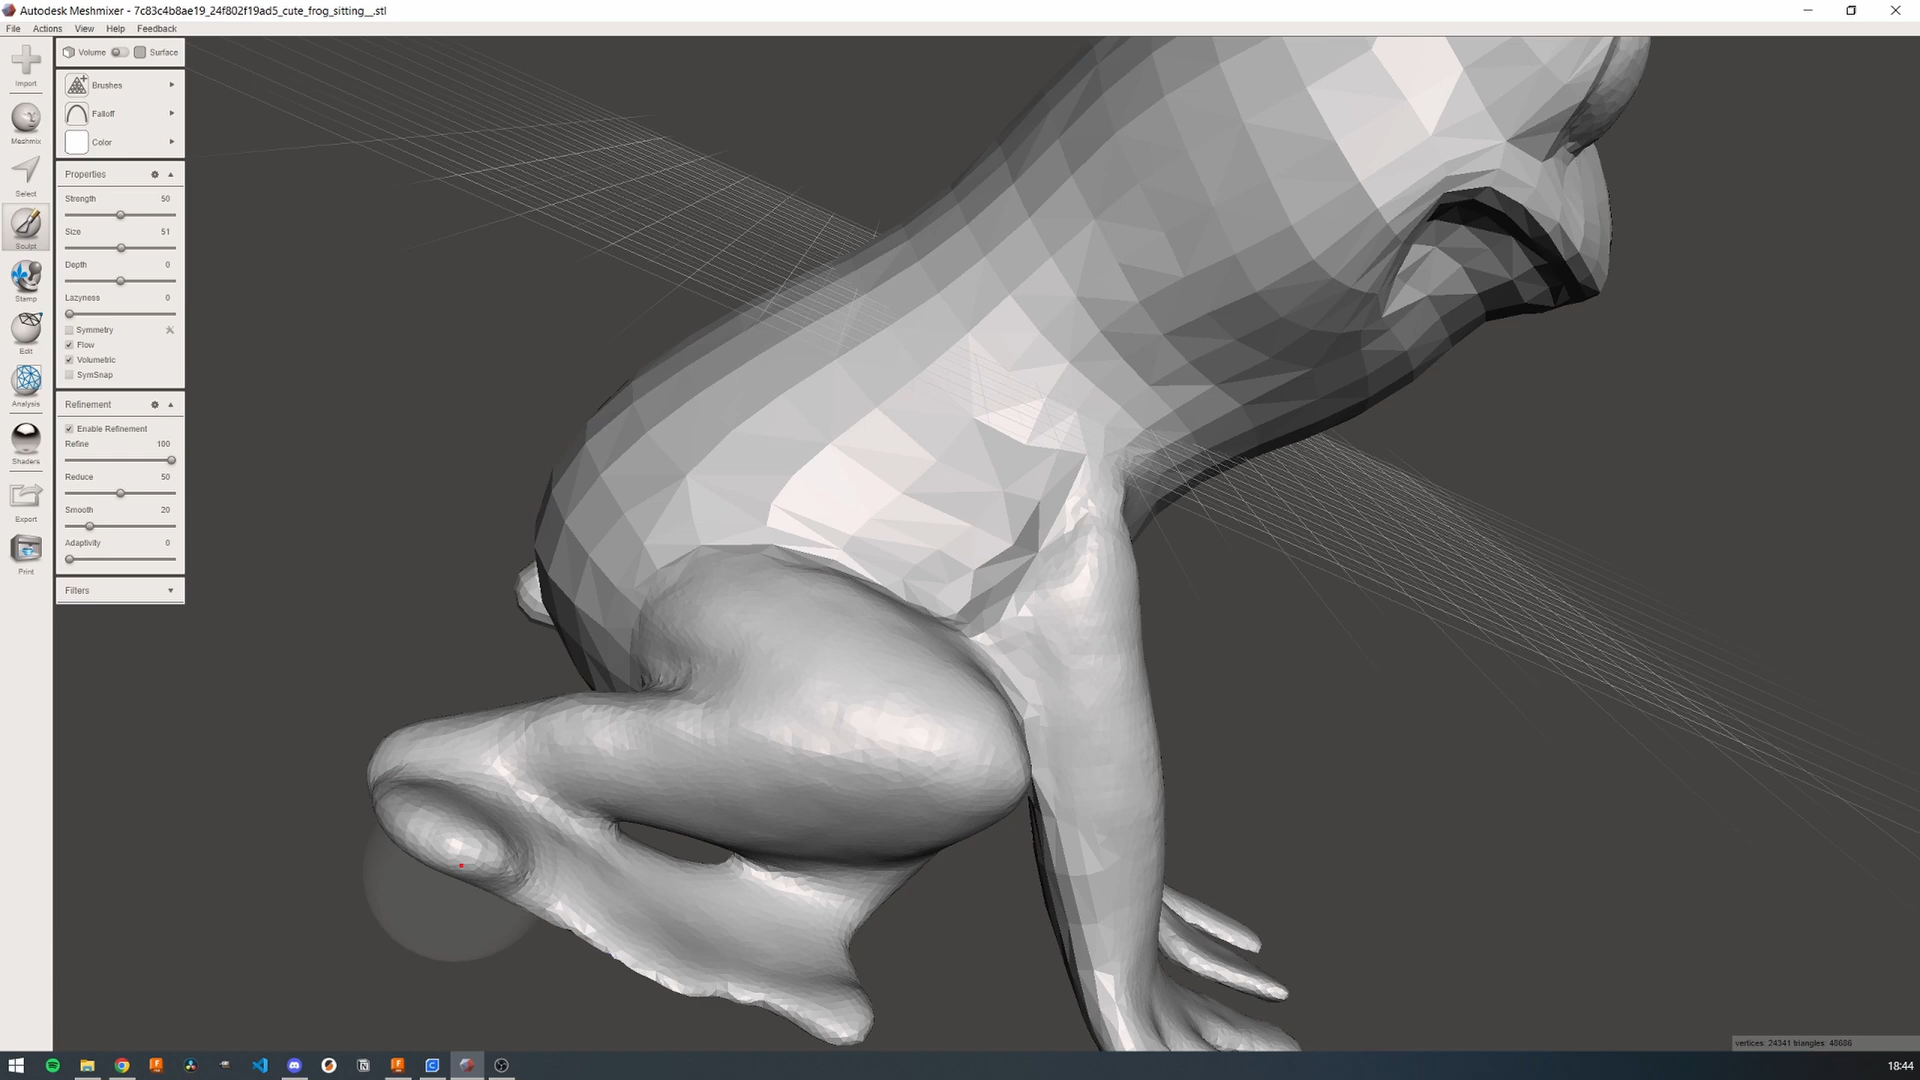 Autodesk Meshmixer - 7c83c4b8ae19_24f802f19ad5_cute_frog_sitting__.stl
File Actions View Help Feedback
Volume Surface
Import
Brushes
Falloff
Meshmix
Color
Select
Properties
Strength 50
Size 51
Sculpt
Depth 0
Stamp
Lazyness 0
Symmetry
Flow
Edit
Volumetric
SymSnap
Analysis
Refinement
Enable Refinement
Refine 100
Shaders
Reduce 50
Smooth 20
Export
Adaptivity 0
Print
Filters
vertices: 24341 triangles: 48686
18:44